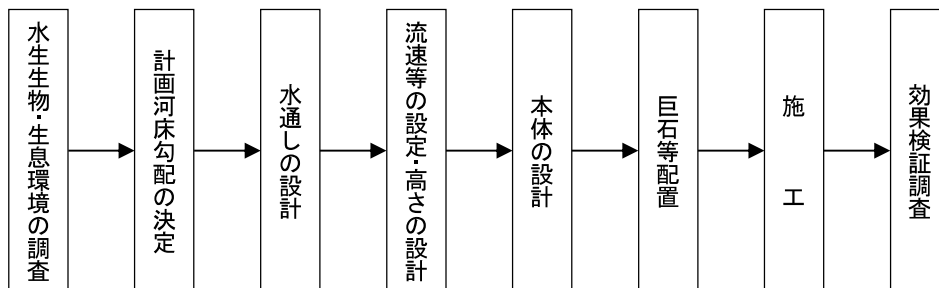 水生生物・生息環境の調査
計画河床勾配の決定
水通しの設計
流速等の設定・高さの設計
本体の設計
巨石等配置
施工
効果検証調査